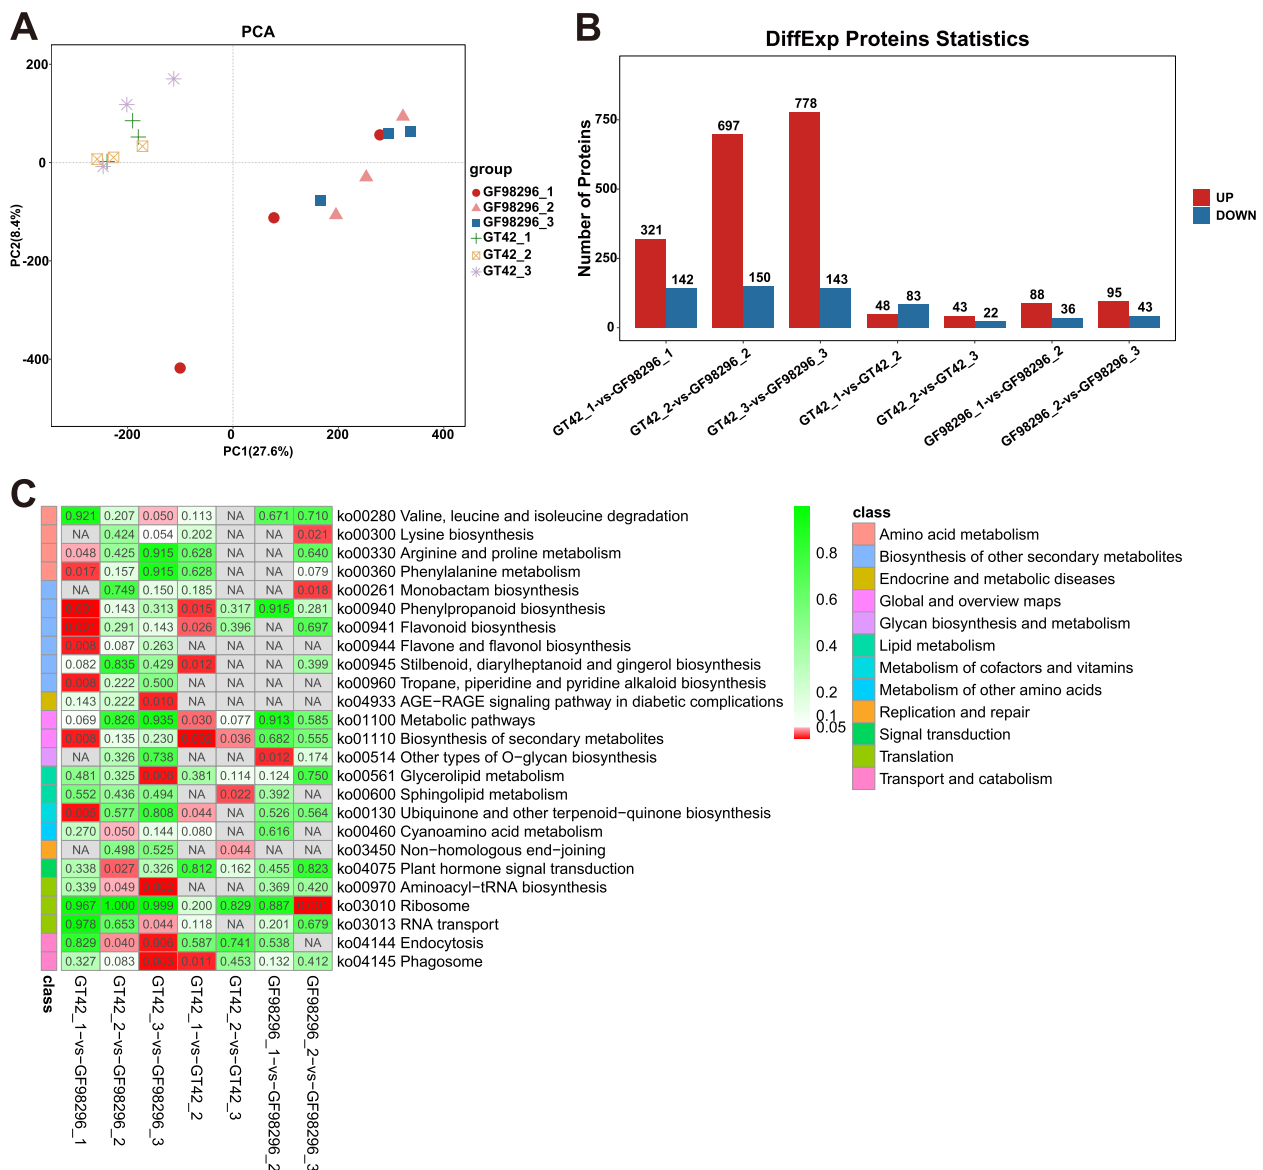 A
PCA
200
0
-200
-400
PC2(8.4%)
-200
0
200
400
PC1(27.6%)
group
GF98296_1
GF98296_2
GF98296_3
GT42_1
GT42_2
GT42_3
B
DiffExp Proteins Statistics
Number of Proteins
750
500
250
0
321
142
697
150
778
143
48
83
43
22
88
36
95
43
GT42_1-vs-GF98296_1
GT42_2-vs-GF98296_2
GT42_3-vs-GF98296_3
GT42_1-vs-GT42_2
GT42_2-vs-GT42_3
GF98296_1-vs-GF98296_2
GF98296_2-vs-GF98296_3
UP
DOWN
C
0.921 0.207 0.050 0.113 NA 0.671 0.710 ko00280 Valine, leucine and isoleucine degradation
NA 0.424 0.054 0.202 NA NA 0.021 ko00300 Lysine biosynthesis
0.048 0.425 0.915 0.628 NA NA 0.640 ko00330 Arginine and proline metabolism
0.017 0.157 0.915 0.628 NA NA 0.079 ko00360 Phenylalanine metabolism
NA 0.749 0.150 0.185 NA NA 0.018 ko00261 Monobactam biosynthesis
0.143 0.313 0.015 0.317 0.915 0.281 ko00940 Phenylpropanoid biosynthesis
0.291 0.143 0.026 0.396 NA 0.697 ko00941 Flavonoid biosynthesis
0.008 0.087 0.263 NA NA NA NA ko00944 Flavone and flavonol biosynthesis
0.082 0.835 0.429 0.012 NA NA 0.399 ko00945 Stilbenoid, diarylheptanoid and gingerol biosynthesis
0.222 0.500 NA NA NA NA ko00960 Tropane, piperidine and pyridine alkaloid biosynthesis
0.143 0.222 0.010 NA NA NA NA ko04933 AGE−RAGE signaling pathway in diabetic complications
0.069 0.826 0.935 0.030 0.077 0.913 0.585 ko01100 Metabolic pathways
0.135 0.230 0.036 0.682 0.555 ko01110 Biosynthesis of secondary metabolites
NA 0.326 0.738 NA NA 0.012 0.174 ko00514 Other types of O−glycan biosynthesis
0.481 0.325 0.381 0.114 0.124 0.750 ko00561 Glycerolipid metabolism
0.552 0.436 0.494 NA 0.022 0.392 NA ko00600 Sphingolipid metabolism
0.577 0.808 0.044 NA 0.526 0.564 ko00130 Ubiquinone and other terpenoid−quinone biosynthesis
0.270 0.050 0.144 0.080 NA 0.616 NA ko00460 Cyanoamino acid metabolism
NA 0.498 0.525 NA 0.044 NA NA ko03450 Non−homologous end−joining
0.338 0.027 0.326 0.812 0.162 0.455 0.823 ko04075 Plant hormone signal transduction
0.339 0.049 NA NA 0.369 0.420 ko00970 Aminoacyl−tRNA biosynthesis
0.967 1.000 0.999 0.200 0.829 0.887 ko03010 Ribosome
0.978 0.653 0.044 0.118 NA 0.201 0.679 ko03013 RNA transport
0.829 0.040 0.587 0.741 0.538 NA ko04144 Endocytosis
0.327 0.083 0.011 0.453 0.132 0.412 ko04145 Phagosome
class
GT42_1−vs−GF98296_1
GT42_2−vs−GF98296_2
GT42_3−vs−GF98296_3
GT42_1−vs−GT42_2
GT42_2−vs−GT42_3
GF98296_1−vs−GF98296_2
GF98296_2−vs−GF98296_3
0.8
0.6
0.4
0.2
0.1
0.05
class
Amino acid metabolism
Biosynthesis of other secondary metabolites
Endocrine and metabolic diseases
Global and overview maps
Glycan biosynthesis and metabolism
Lipid metabolism
Metabolism of cofactors and vitamins
Metabolism of other amino acids
Replication and repair
Signal transduction
Translation
Transport and catabolism